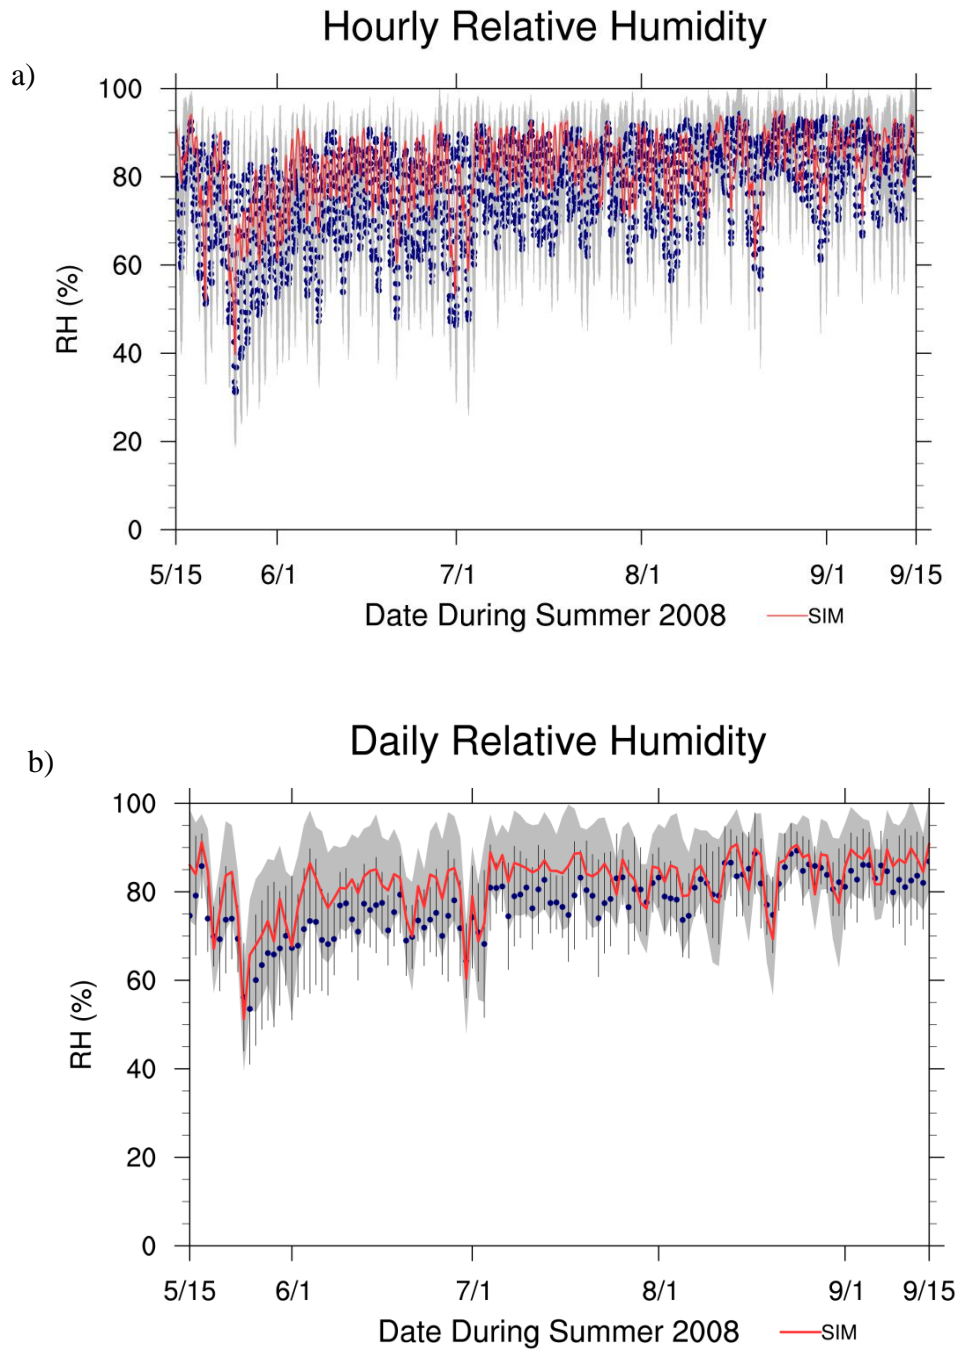 Hourly Relative Humidity
a)
100
80
60
40
20
0
RH (%)
5/15 6/1 7/1 8/1 9/1 9/15
Date During Summer 2008 SIM
Daily Relative Humidity
b)
100
80
60
40
20
0
RH (%)
5/15 6/1 7/1 8/1 9/1 9/15
Date During Summer 2008 SIM